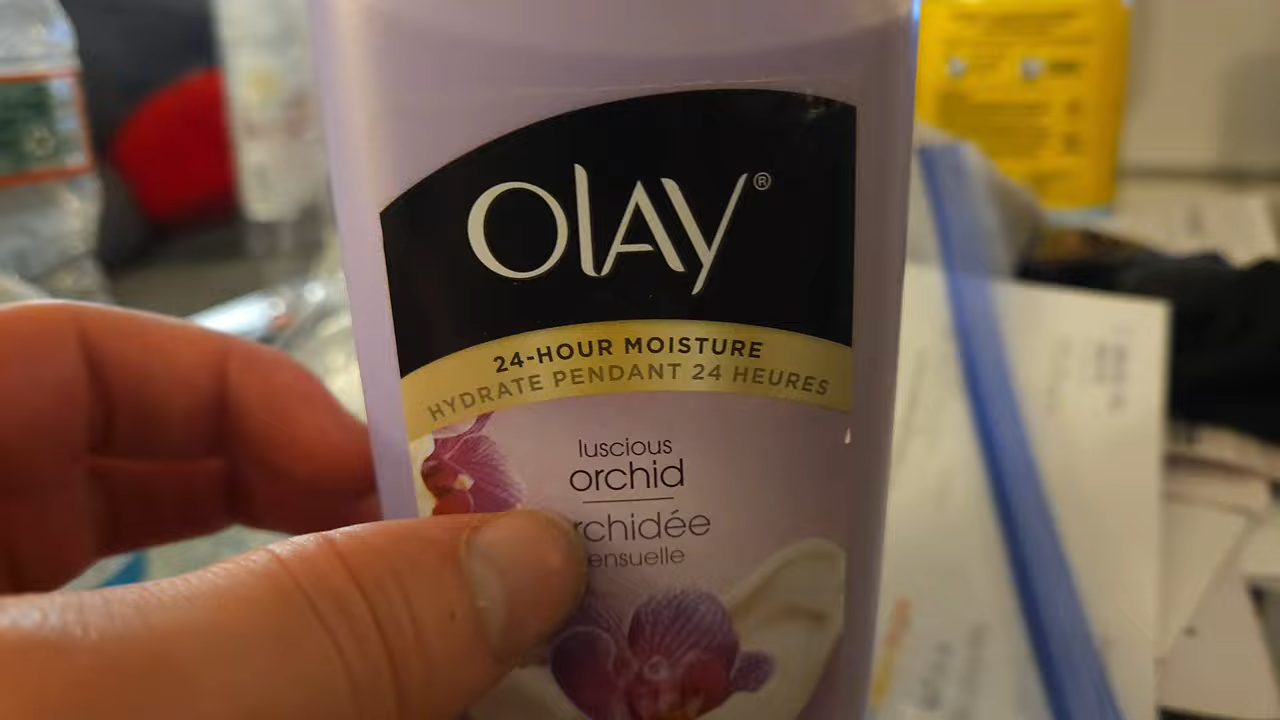 OLAY®
24-HOUR MOISTURE
HYDRATE PENDANT 24 HEURES
luscious
orchid
rchidée
ensuelle